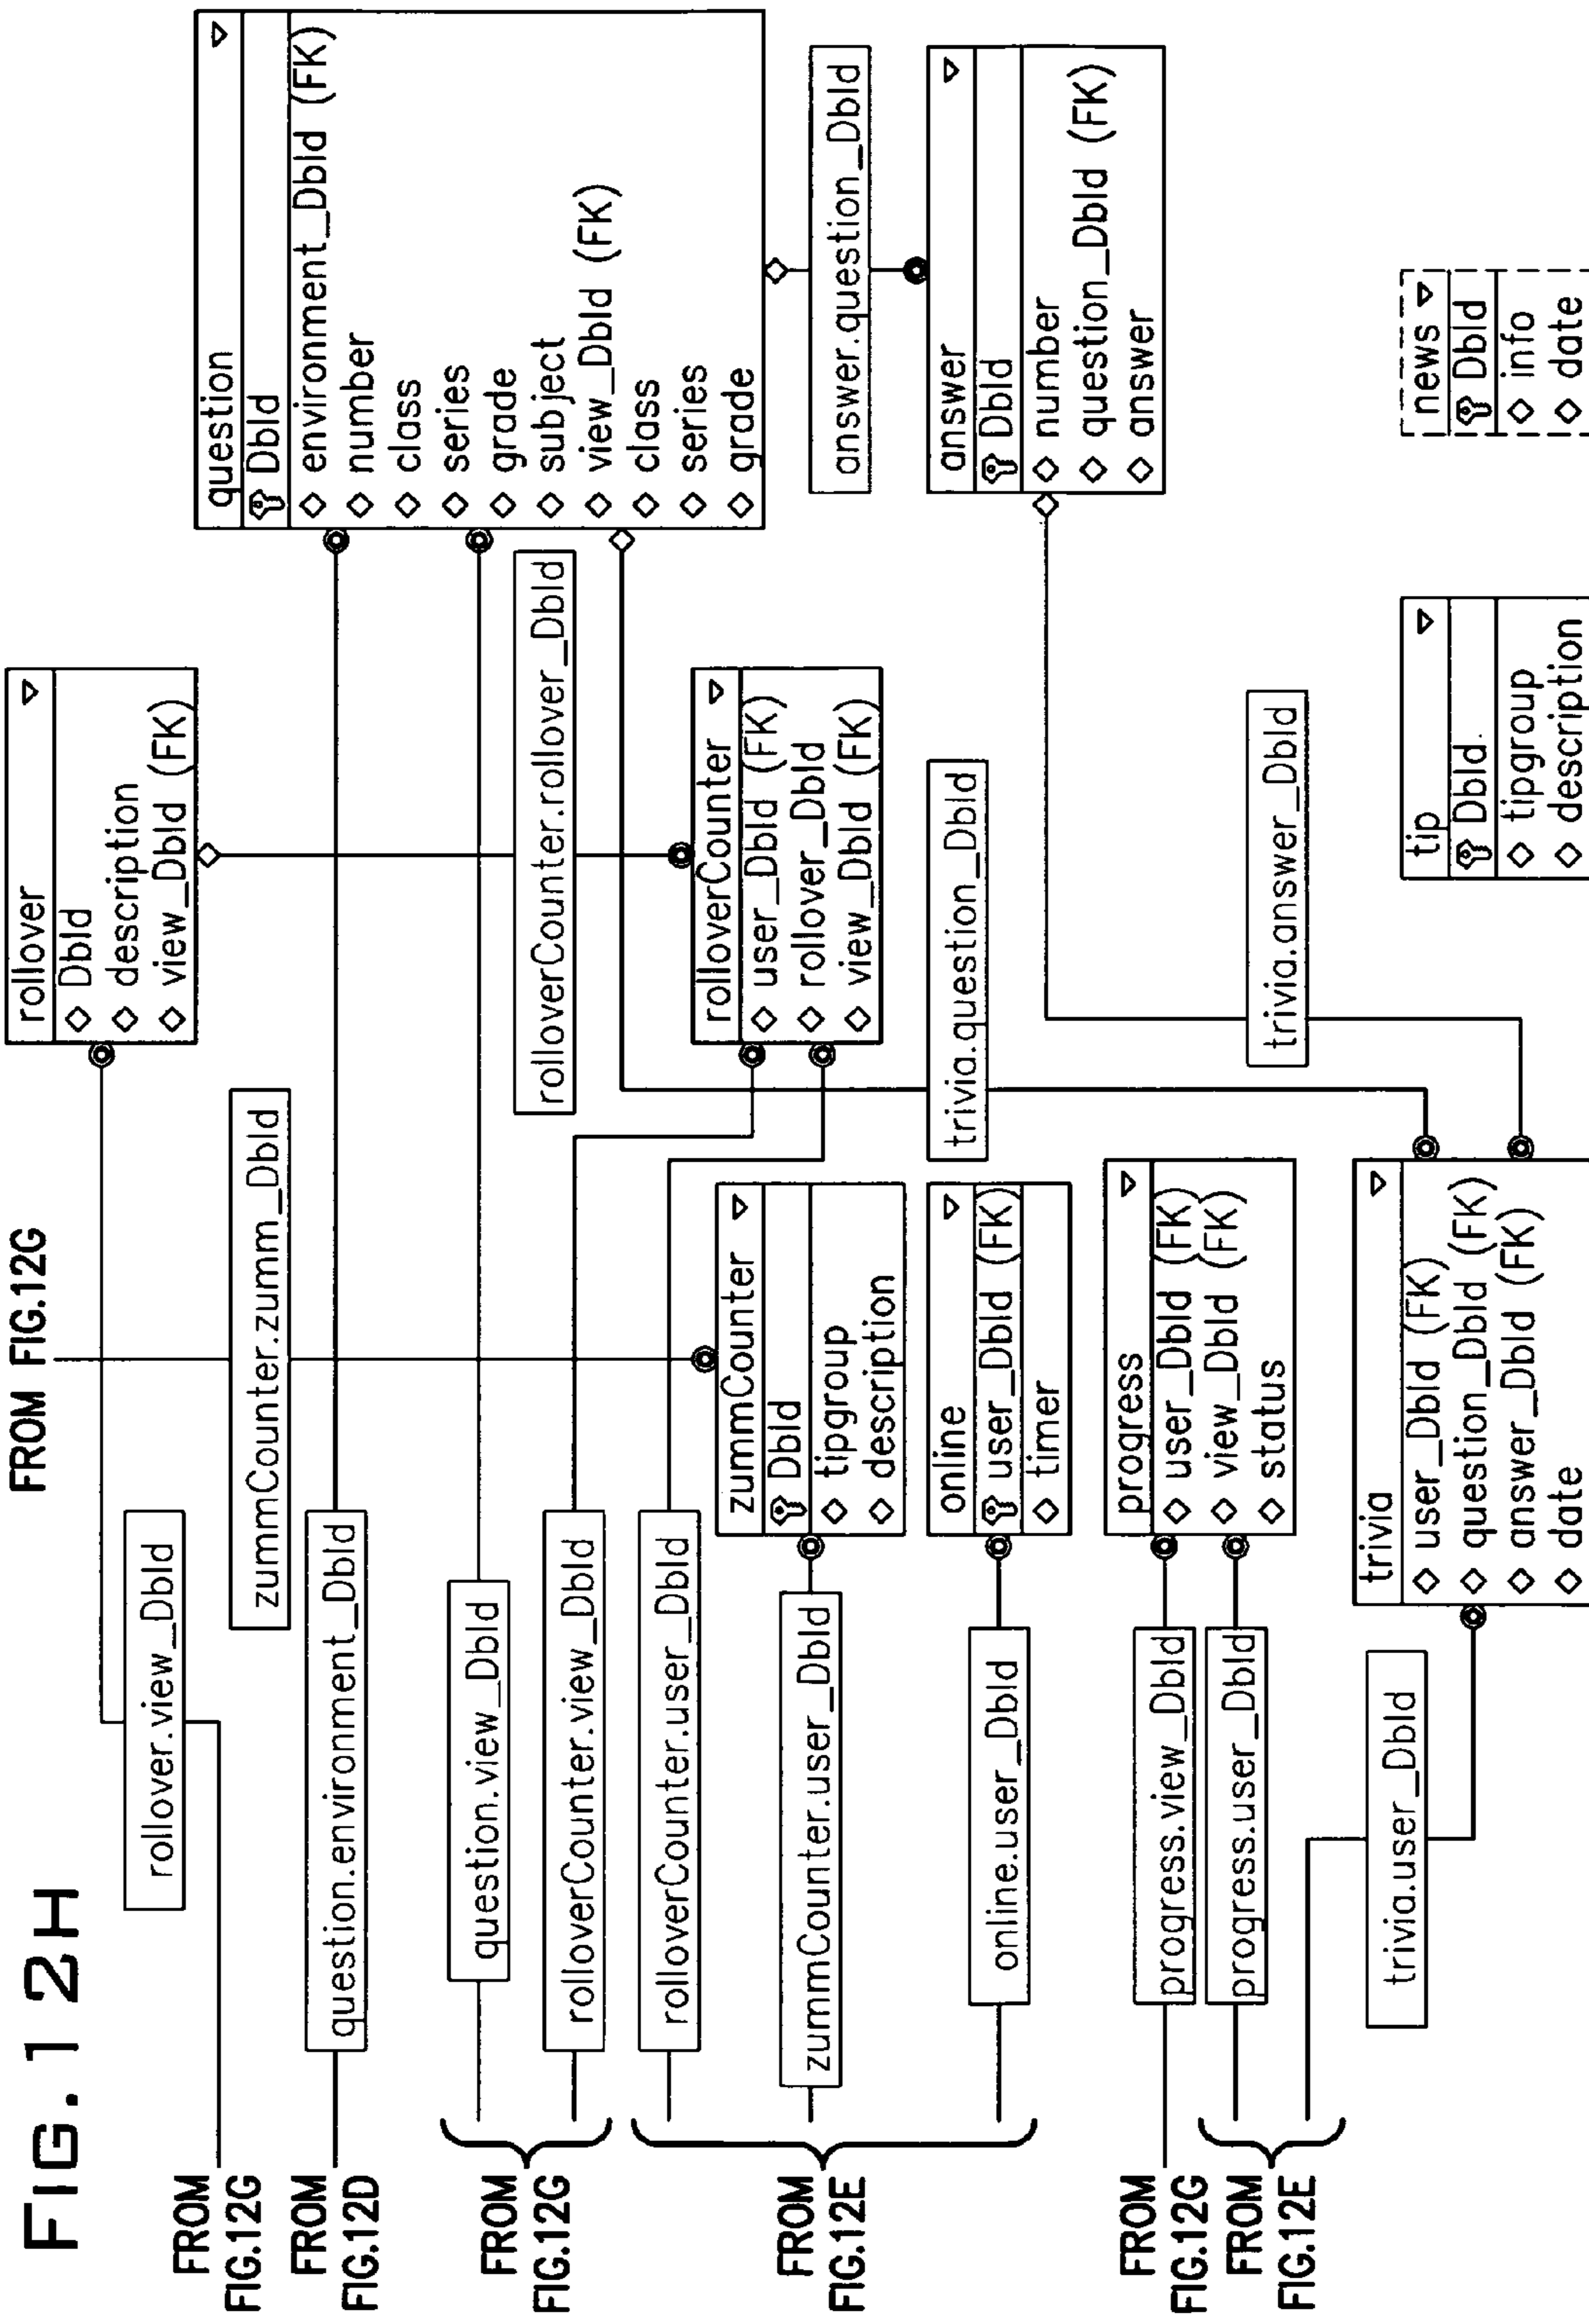 FIG.12H
FROM FIG.12G
FROM
FIG.12G
rollover.view_DbId
rollover
DbId
description
view_DbId (FK)
zummCounter.zumm_DbId
FROM
FIG.12D
question.environment_DbId
question
DbId
environment_DbId (FK)
number
class
series
grade
subject
view_DbId (FK)
class
series
grade
FROM
FIG.12G
question.view_DbId
rolloverCounter.view_DbId
rolloverCounter.rollover_DbId
rolloverCounter.user_DbId
rolloverCounter
user_DbId (FK)
rollover_DbId
view_DbId (FK)
FROM
FIG.12E
zummCounter.user_DbId
zummCounter
DbId
tipgroup
description
answer.question_DbId
online.user_DbId
online
user_DbId (FK)
timer
trivia.question_DbId
answer
DbId
number
question_DbId (FK)
answer
FROM
FIG.12G
progress.view_DbId
progress
user_DbId (FK)
view_DbId (FK)
status
FROM
FIG.12E
progress.user_DbId
trivia.answer_DbId
trivia.user_DbId
trivia
user_DbId (FK)
question_DbId (FK)
answer_DbId (FK)
date
tip
DbId.
tipgroup
description
news
DbId
info
date